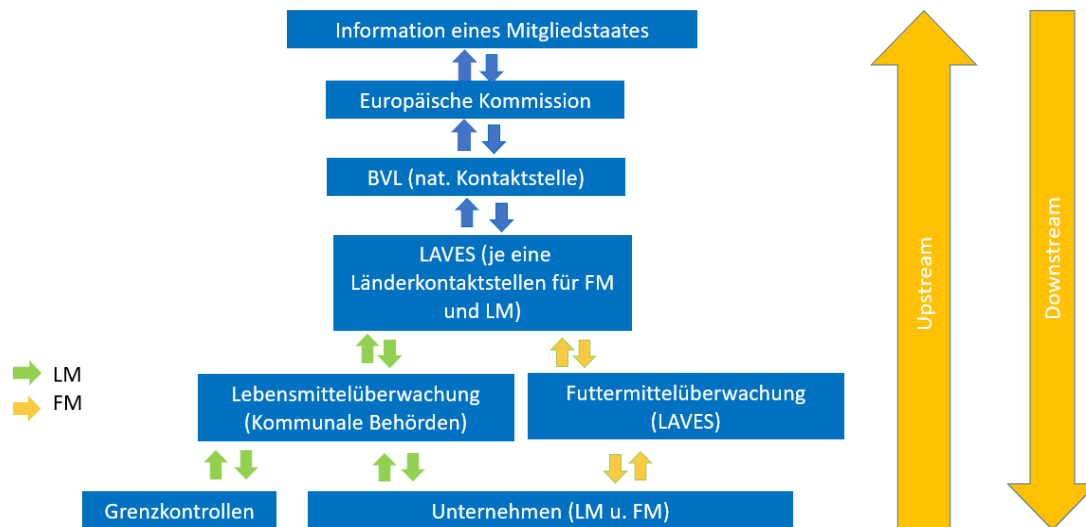 Information eines Mitgliedstaates
Europäische Kommission
BVL (nat. Kontaktstelle)
LAVES (je eine
Länderkontaktstellen für FM
und LM)
LM
FM
Lebensmittelüberwachung
(Kommunale Behörden)
Futtermittelüberwachung
(LAVES)
Grenzkontrollen
Unternehmen (LM u. FM)
Upstream
Downstream